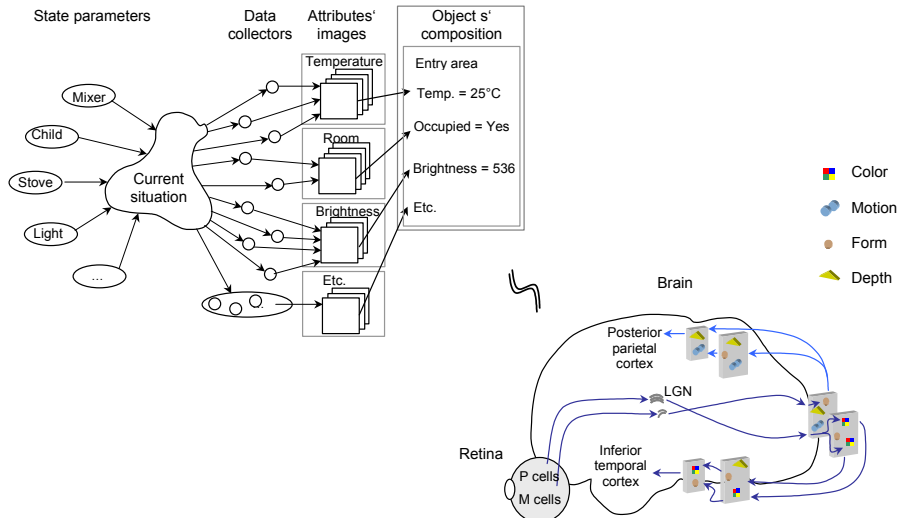 State parameters
Data
collectors
Attributes‘
images
Object s‘
composition
Mixer
Child
Stove
Light
...
Current
situation
Temperature
Room
Brightness
Etc.
Entry area
Temp. = 25°C
Occupied = Yes
Brightness = 536
Etc.
..
Color
Motion
Form
Depth
Brain
Posterior
parietal
cortex
LGN
Retina
P cells
M cells
Inferior
temporal
cortex